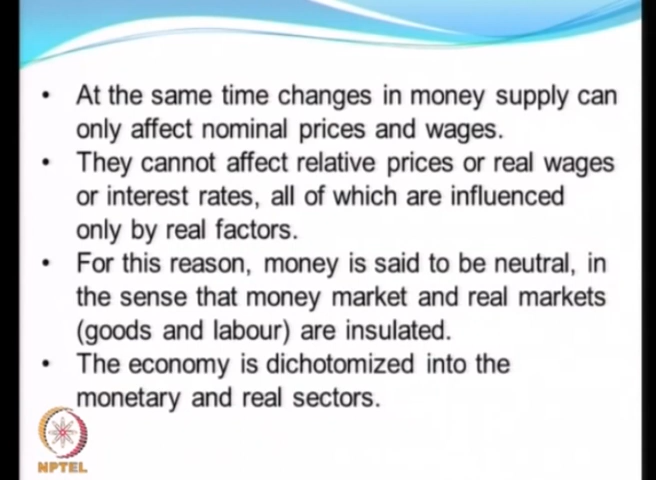 • At the same time changes in money supply can
only affect nominal prices and wages.
• They cannot affect relative prices or real wages
or interest rates, all of which are influenced
only by real factors.
• For this reason, money is said to be neutral, in
the sense that money market and real markets
(goods and labour) are insulated.
• The economy is dichotomized into the
monetary and real sectors.
NPTEL